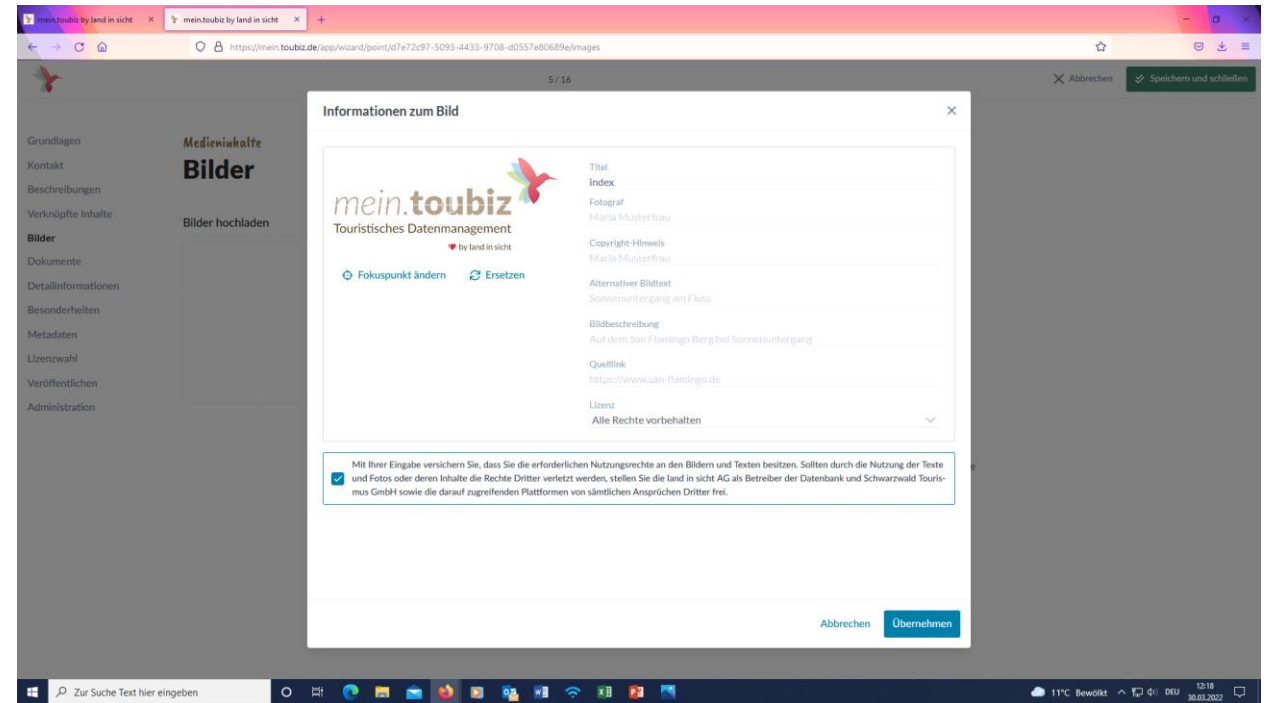 mein.toubiz by land in sicht
mein.toubiz by land in sicht
https://mein.toubiz.de/app/wizard/point/d7e72c97-5093-4433-9708-d0557e80689e/images
5 / 16
Abbrechen
Speichern und schließen
Grundlagen
Kontakt
Beschreibungen
Verknüpfte Inhalte
Bilder
Dokumente
Detailinformationen
Besonderheiten
Metadaten
Lizenzwahl
Veröffentlichen
Administration
Medieninhalte
Bilder
Bilder hochladen
Informationen zum Bild
mein.toubiz
Touristisches Datenmanagement
by land in sicht
Fokuspunkt ändern
Ersetzen
Titel
index
Fotograf
Maria Musterfrau
Copyright-Hinweis
Maria Musterfrau
Alternativer Bildtext
Sonnenuntergang am Fluss
Bildbeschreibung
Auf dem San Flamingo Berg bei Sonnenuntergang
Quelllink
https://www.san-flamingo.de
Lizenz
Alle Rechte vorbehalten
Mit Ihrer Eingabe versichern Sie, dass Sie die erforderlichen Nutzungsrechte an den Bildern und Texten besitzen. Sollten durch die Nutzung der Texte
und Fotos oder deren Inhalte die Rechte Dritter verletzt werden, stellen Sie die land in sicht AG als Betreiber der Datenbank und Schwarzwald Touris-
mus GmbH sowie die darauf zugreifenden Plattformen von sämtlichen Ansprüchen Dritter frei.
Abbrechen
Übernehmen
Zur Suche Text hier eingeben
11°C Bewölkt
DEU
12:18
30.03.2022